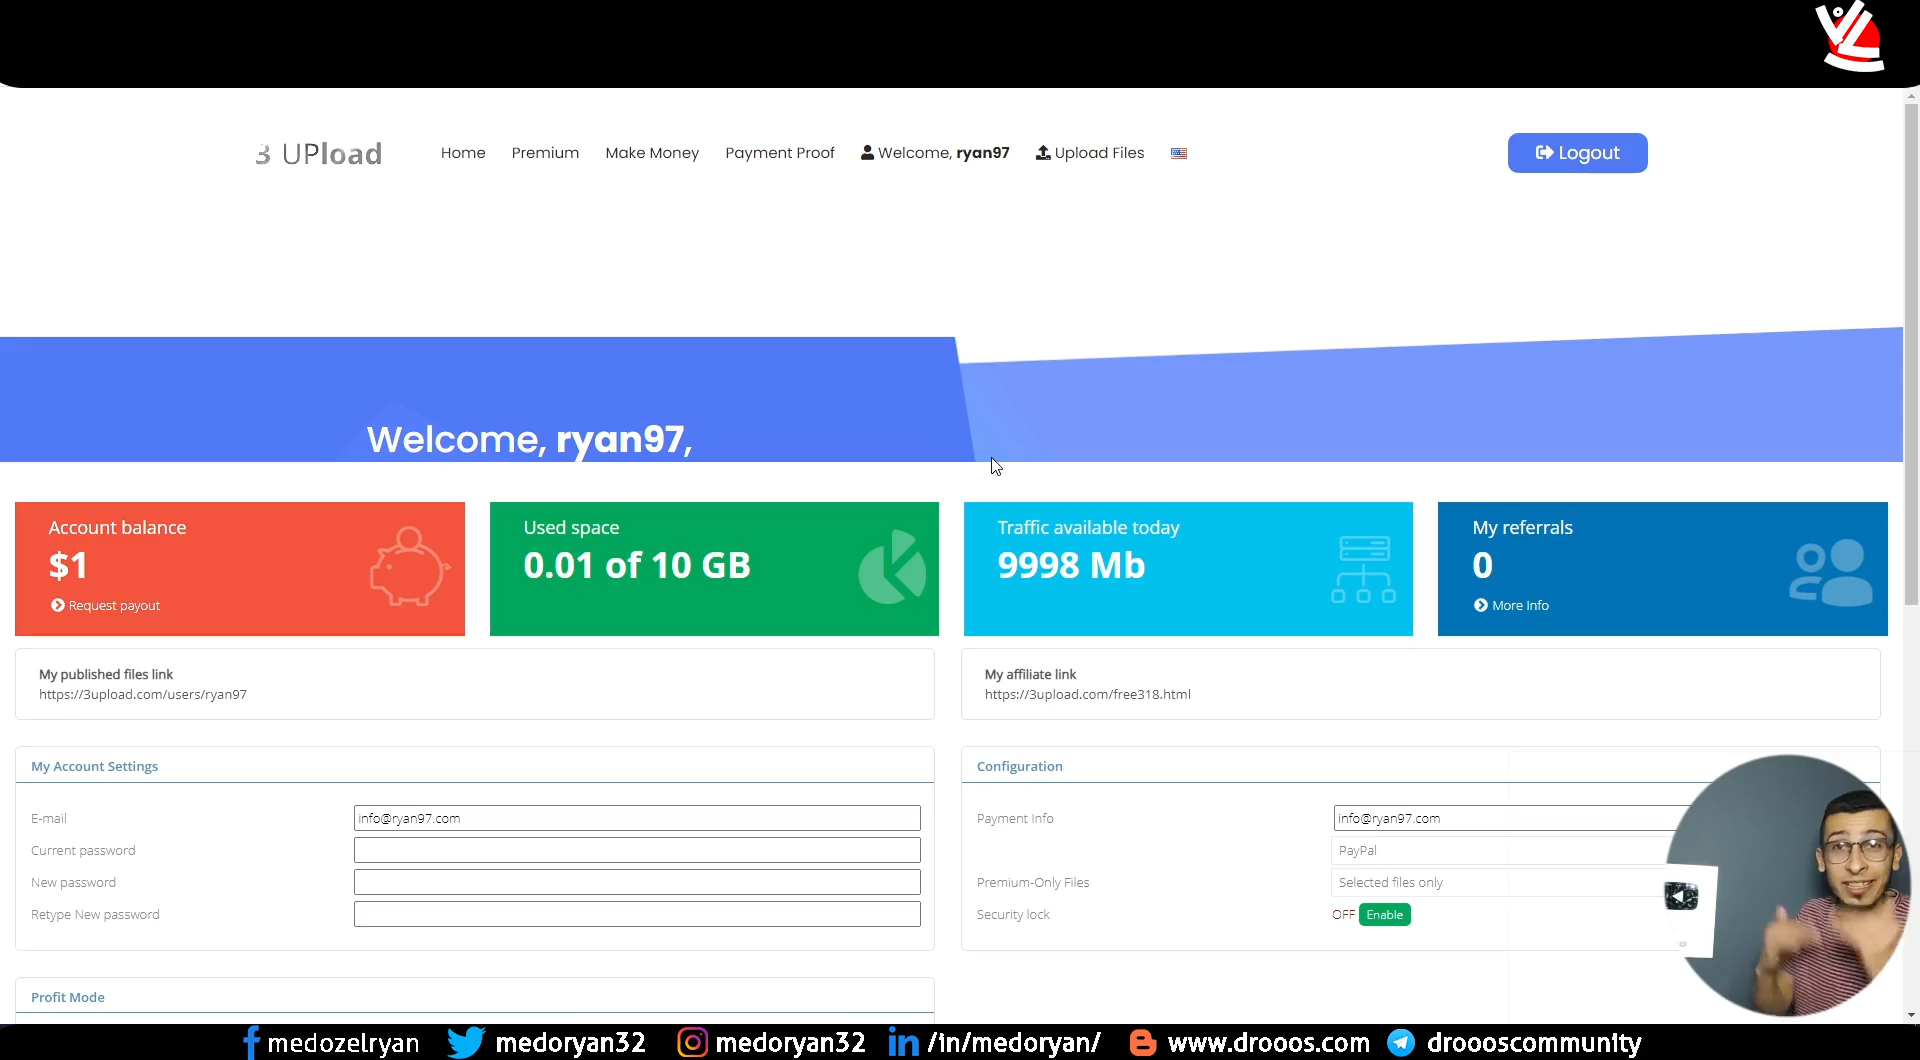 3 UPload
Home Premium Make Money Payment Proof Welcome, ryan97 Upload Files Logout
Welcome, ryan97,
Account balance
$1
Request payout
Used space
0.01 of 10 GB
Traffic available today
9998 Mb
My referrals
0
More Info
My published files link
https://3upload.com/users/ryan97
My affiliate link
https://3upload.com/free318.html
My Account Settings
E-mail info@ryan97.com
Current password
New password
Retype New password
Configuration
Payment Info info@ryan97.com
PayPal
Premium-Only Files Selected files only
Security lock OFF Enable
Profit Mode
medozelryan medoryan32 medoryan32 /in/medoryan/ www.drooos.com droooscommunity